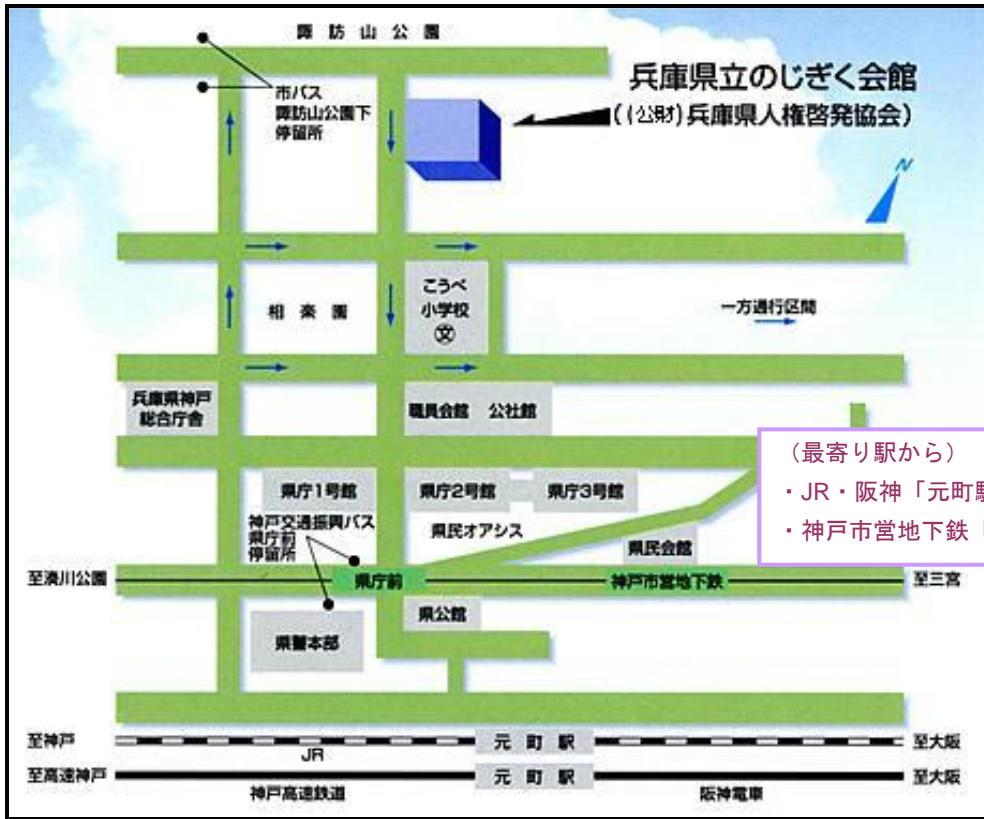 諏訪山公園
市バス
諏訪山公園下
停留所
兵庫県立のじぎく会館
((公財)兵庫県人権啓発協会)
N
相楽園
こうべ
小学校
文
一方通行区間
兵庫県神戸
総合庁舎
職員会館 公社館
(最寄り駅から)
・JR・阪神「元町
・神戸市営地下鉄
県庁1号館
県庁2号館
県庁3号館
神戸交通振興バス
県庁前
停留所
県民オアシス
県民会館
至湊川公園
県庁前
神戸市営地下鉄
至三宮
県公館
県警本部
至神戸
JR
元町駅
至大阪
至高速神戸
神戸高速鉄道
元町駅
阪神電車
至大阪